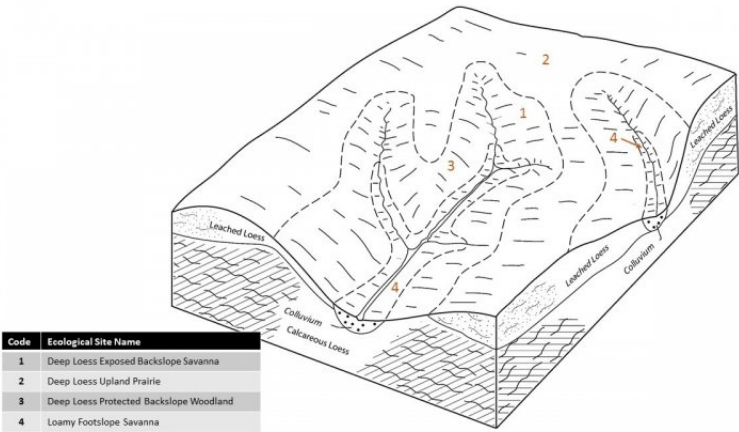 2
1
3
4
4
Leached Loess
Leached Loess
Leached Loess
Colluvium
4
Colluvium
Calcareous Loess
Code Ecological Site Name
1 Deep Loess Exposed Backslope Savanna
2 Deep Loess Upland Prairie
3 Deep Loess Protected Backslope Woodland
4 Loamy Footslope Savanna